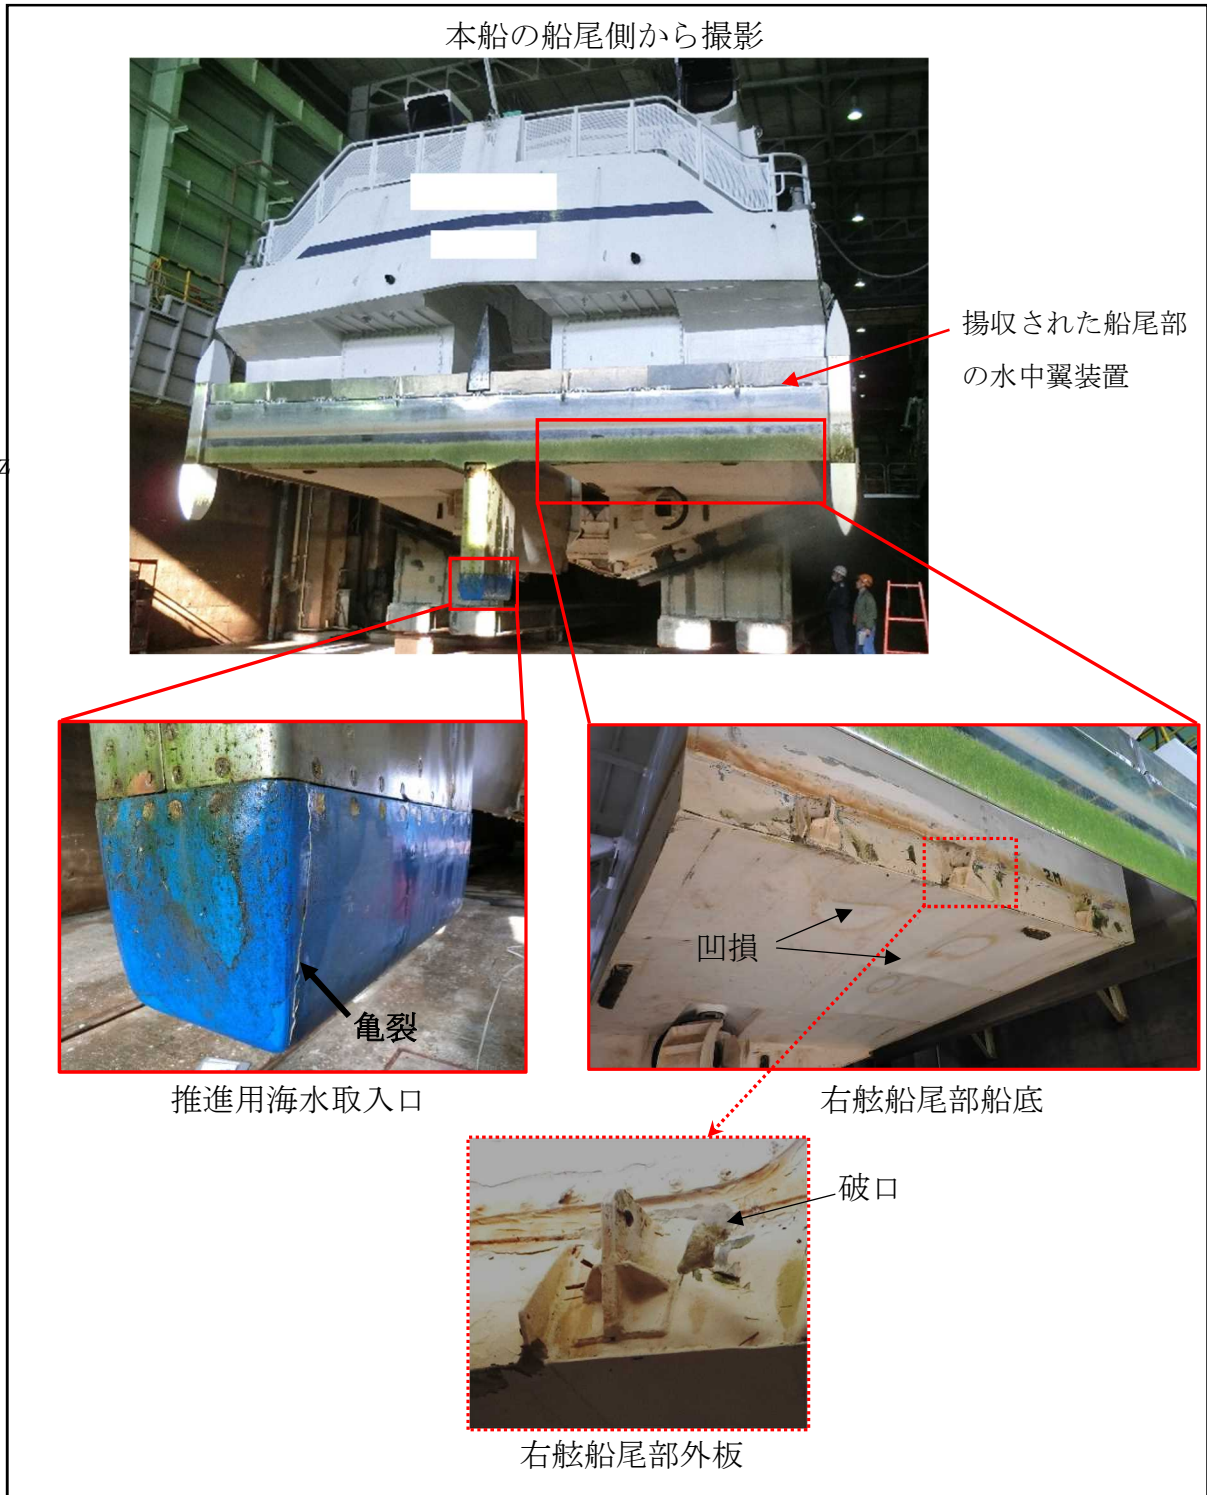 本船の船尾側から撮影
揚収された船尾部
の水中翼装置
z
凹損
亀裂
推進用海水取入口
右舷船尾部船底
破口
右舷船尾部外板